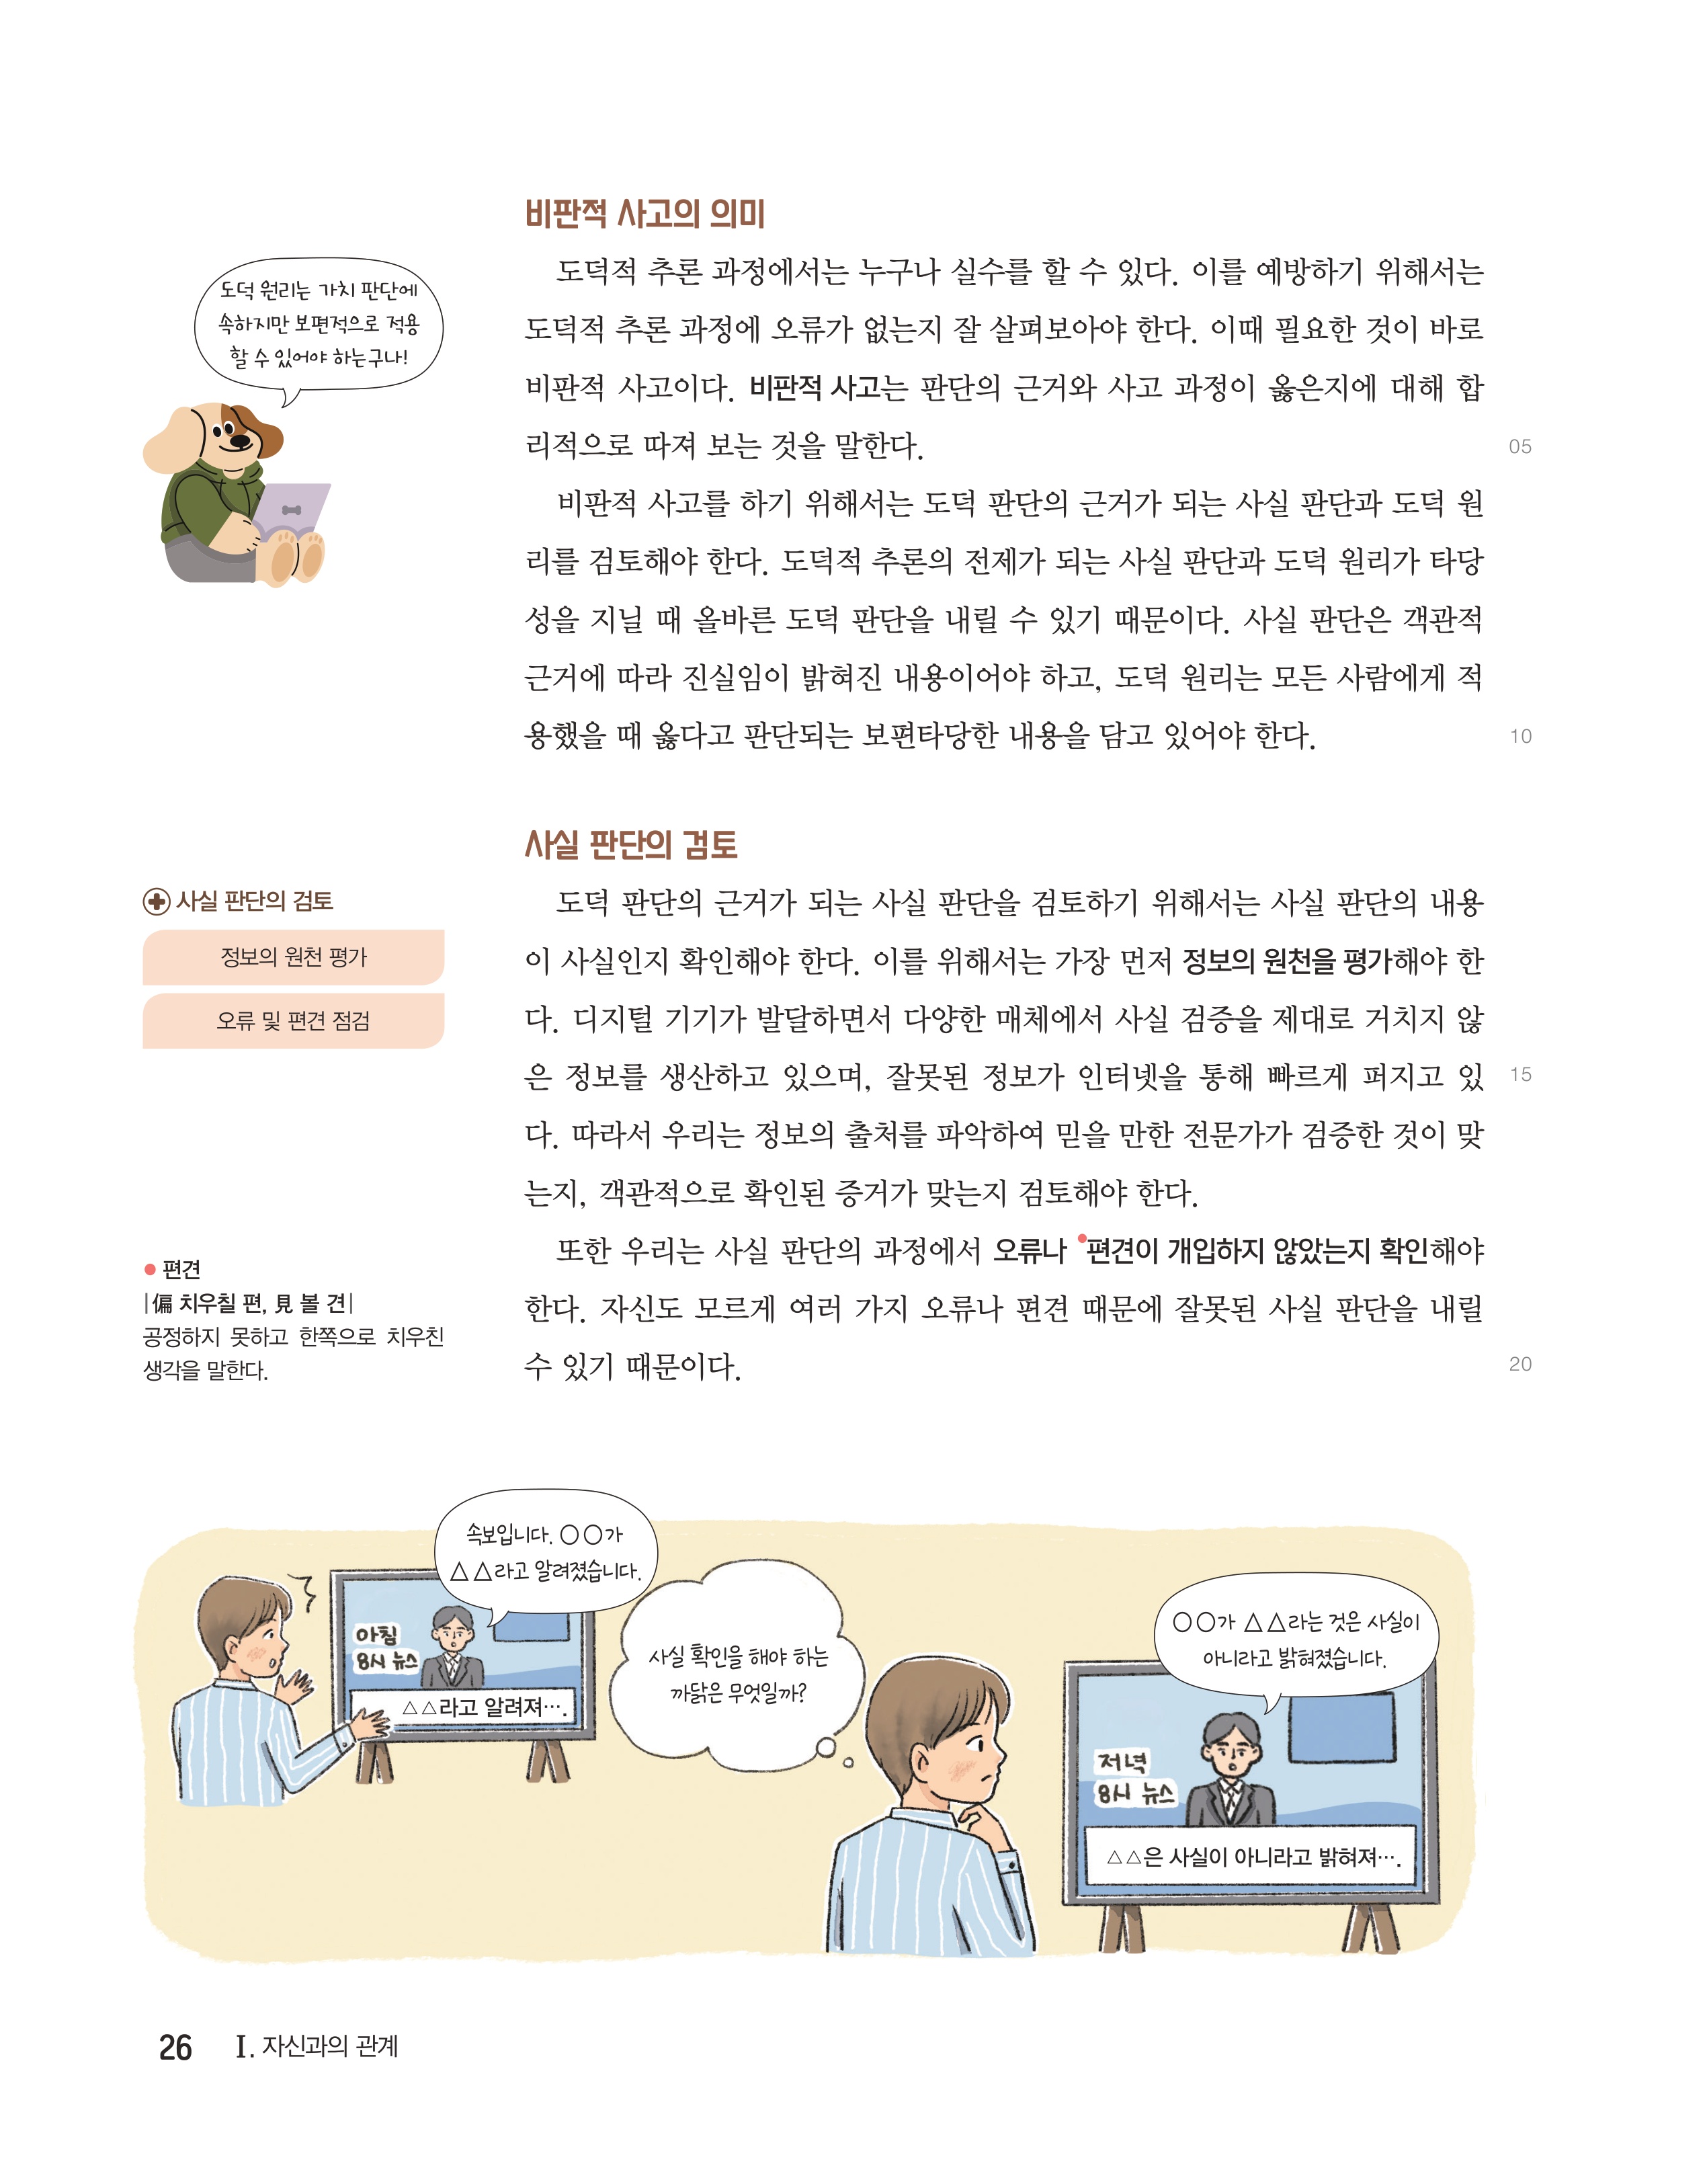 비판적 사고의 의미
도덕적 추론 과정에서는 누구나 실수를 할 수 있다. 이를 예방하기 위해서는
도덕적 추론 과정에 오류가 없는지 잘 살펴보아야 한다. 이때 필요한 것이 바로
비판적 사고이다. 비판적 사고는 판단의 근거와 사고 과정이 옳은지에 대해 합
리적으로 따져 보는 것을 말한다.
05
비판적 사고를 하기 위해서는 도덕 판단의 근거가 되는 사실 판단과 도덕 원
리를 검토해야 한다. 도덕적 추론의 전제가 되는 사실 판단과 도덕 원리가 타당
성을 지닐 때 올바른 도덕 판단을 내릴 수 있기 때문이다. 사실 판단은 객관적
근거에 따라 진실임이 밝혀진 내용이어야 하고, 도덕 원리는 모든 사람에게 적
용했을 때 옳다고 판단되는 보편타당한 내용을 담고 있어야 한다.
10
도덕 원리는 가치 판단에
속하지만 보편적으로 적용
할 수 있어야 하는구나!
사실 판단의 검토
도덕 판단의 근거가 되는 사실 판단을 검토하기 위해서는 사실 판단의 내용
이 사실인지 확인해야 한다. 이를 위해서는 가장 먼저 정보의 원천을 평가해야 한
다. 디지털 기기가 발달하면서 다양한 매체에서 사실 검증을 제대로 거치지 않
은 정보를 생산하고 있으며, 잘못된 정보가 인터넷을 통해 빠르게 퍼지고 있
15
다. 따라서 우리는 정보의 출처를 파악하여 믿을 만한 전문가가 검증한 것이 맞
는지, 객관적으로 확인된 증거가 맞는지 검토해야 한다.
또한 우리는 사실 판단의 과정에서 오류나 편견이 개입하지 않았는지 확인해야
한다. 자신도 모르게 여러 가지 오류나 편견 때문에 잘못된 사실 판단을 내릴
수 있기 때문이다.
20
사실 판단의 검토
정보의 원천 평가
오류 및 편견 점검
● 편견
|偏 치우칠 편, 見 볼 견|
공정하지 못하고 한쪽으로 치우친
생각을 말한다.
속보입니다. ○○가
△△라고 알려졌습니다.
아침
8시 뉴스
△△라고 알려져….
사실 확인을 해야 하는
까닭은 무엇일까?
○○가 △△라는 것은 사실이
아니라고 밝혀졌습니다.
저녁
8시 뉴스
△△은 사실이 아니라고 밝혀져….
26 Ⅰ. 자신과의 관계